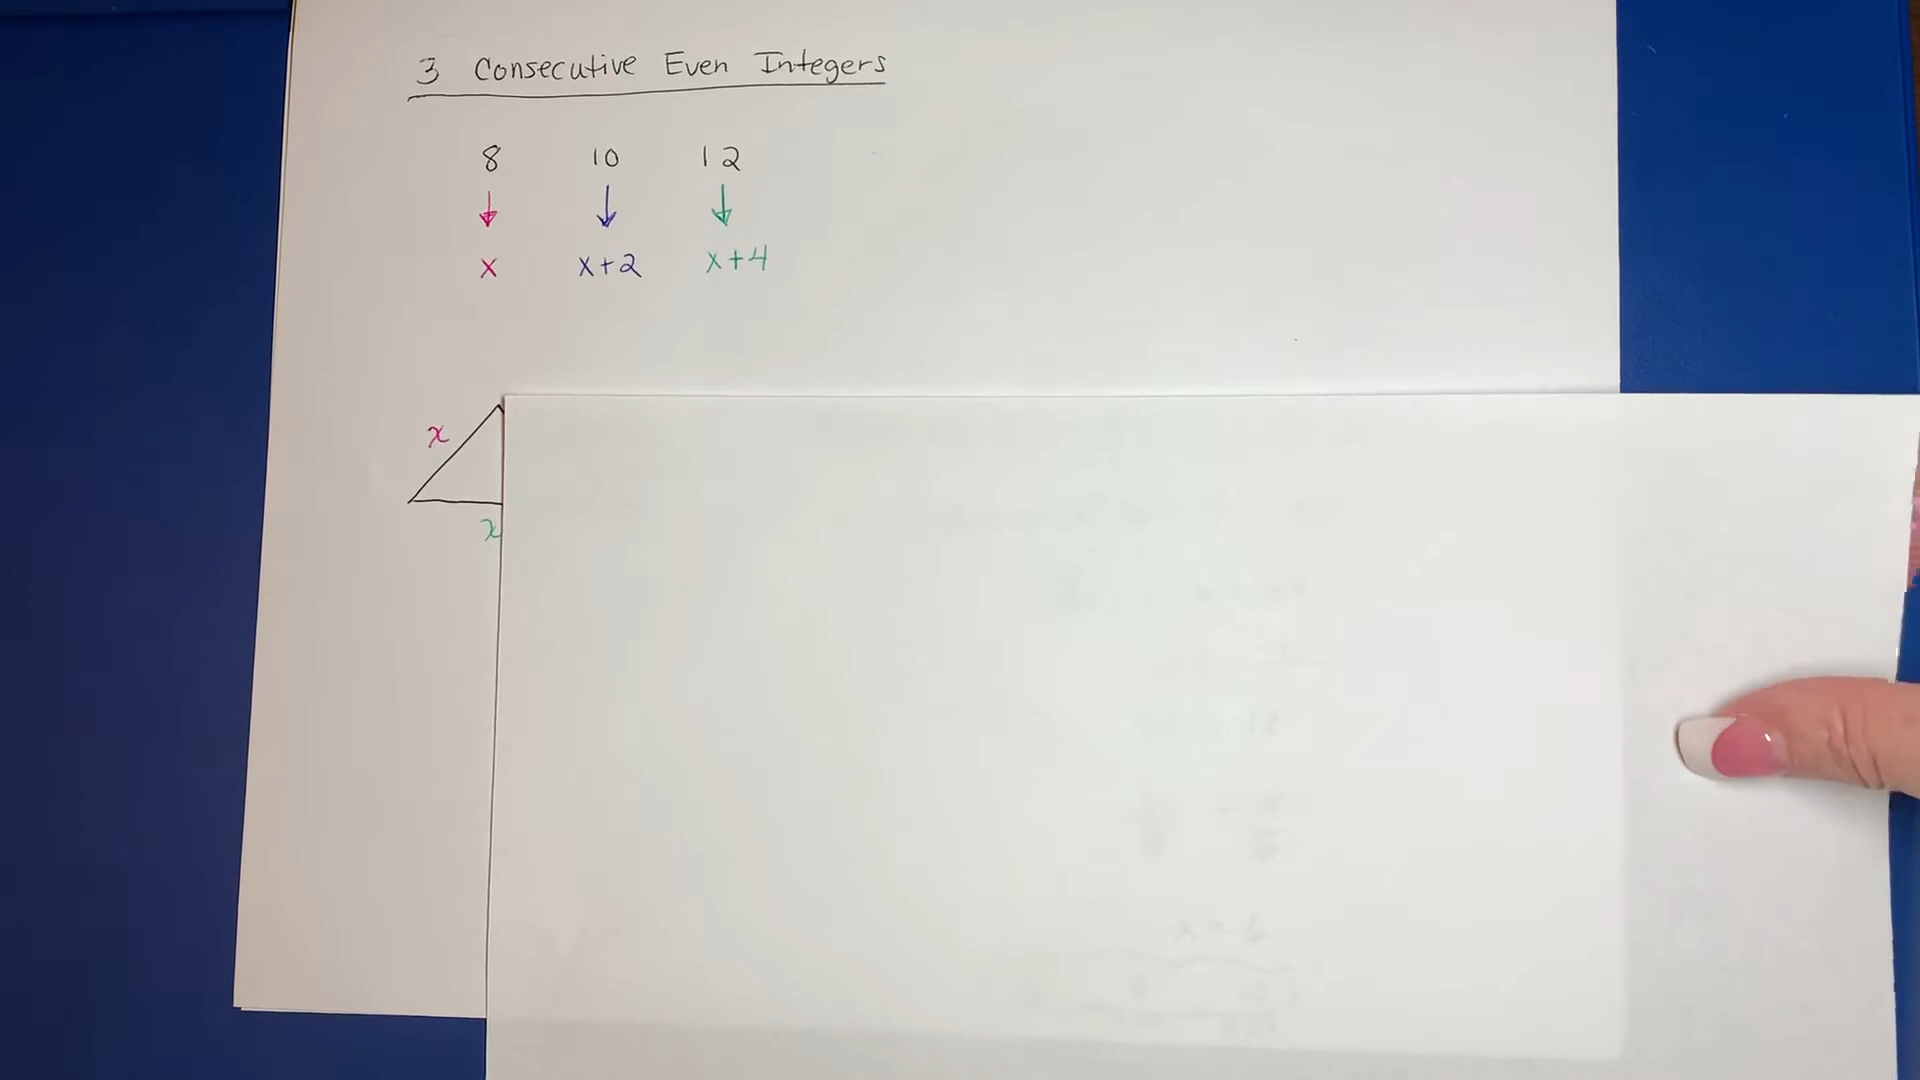 3 Consecutive Even Integers
8 10 12
x x+2 x+4
x
x